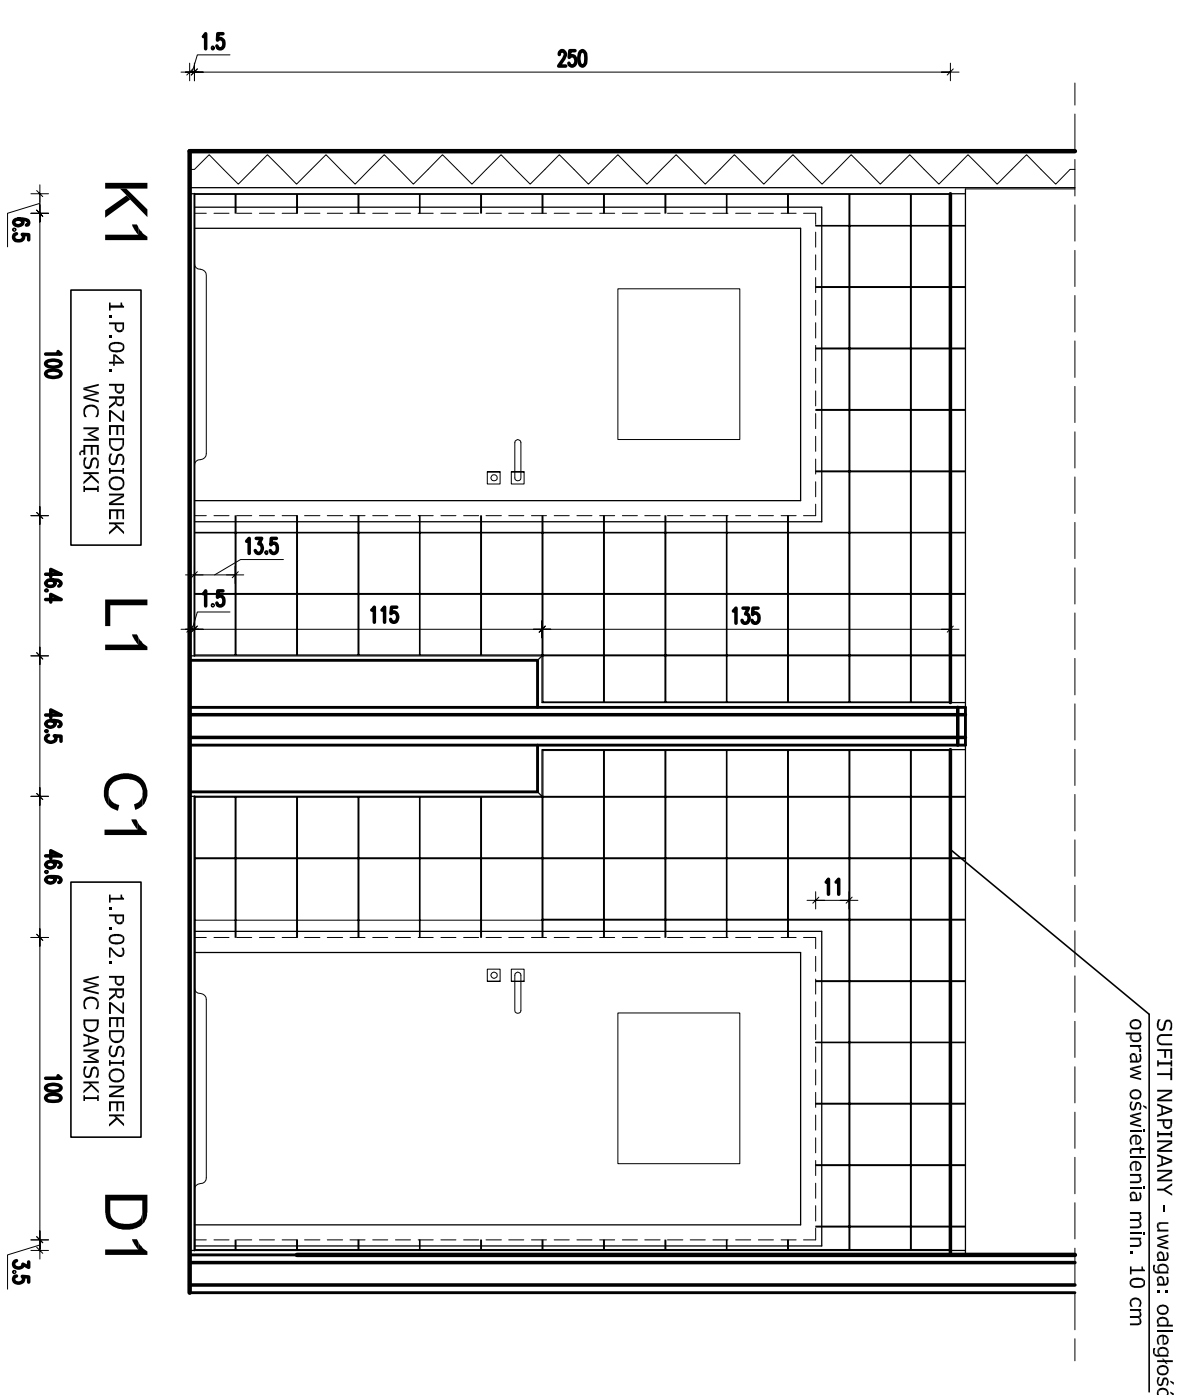 1.5
250
K1
L1
C1
D1
1.P.04. PRZEDSIONEK
WC MĘSKI
1.P.02. PRZEDSIONEK
WC DAMSKI
6.5
100
46.4
46.5
46.6
100
3.5
13.5
1.5
115
135
11
SUFIT NAPINANY - uwaga: odległość
opraw oświetlenia min. 10 cm